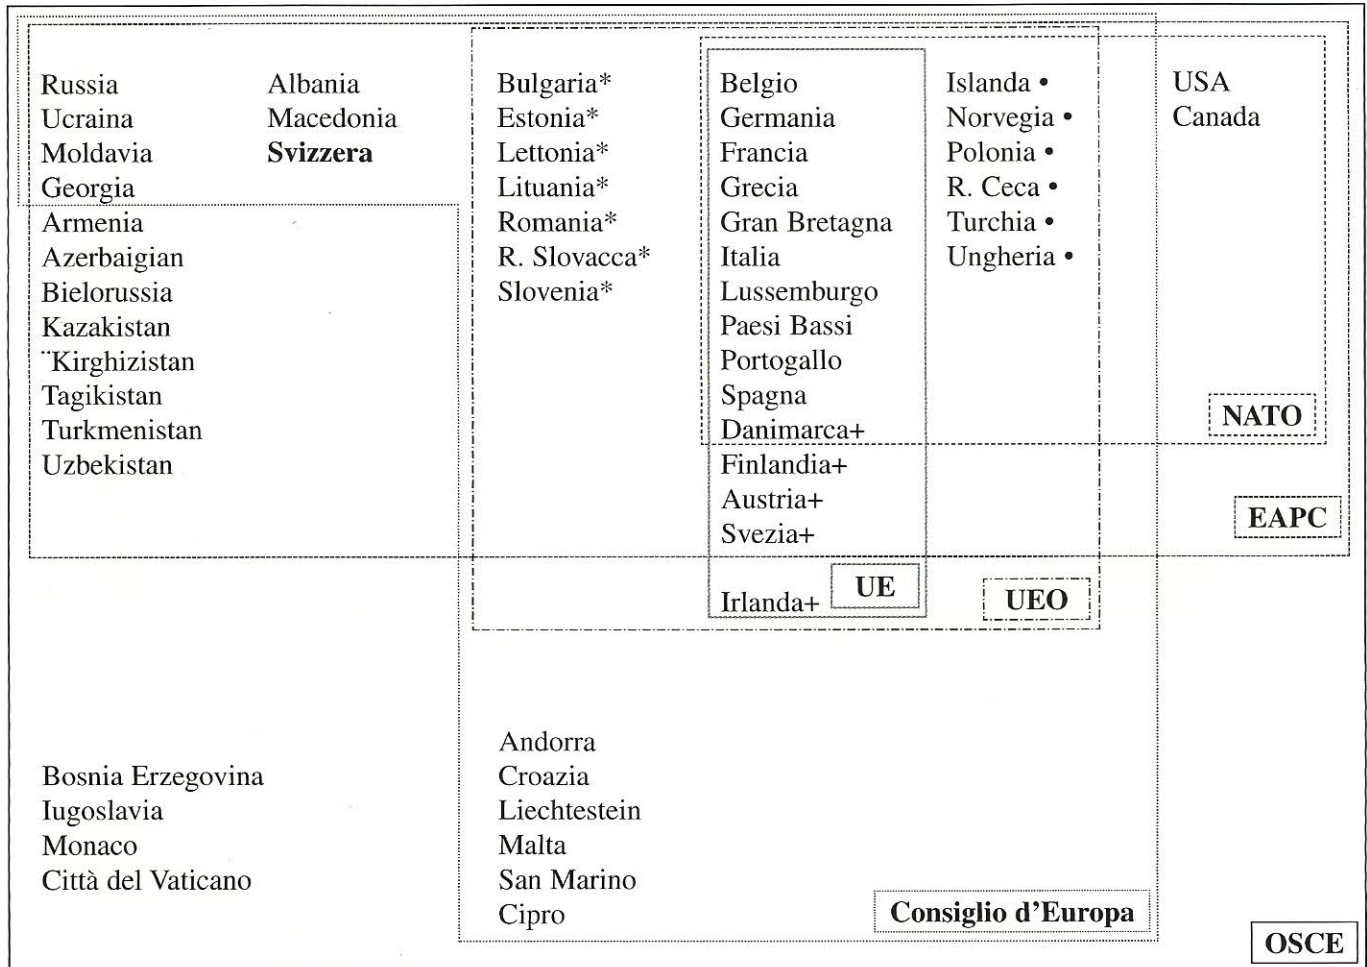 Russia
Ucraina
Moldavia
Georgia
Armenia
Azerbaigian
Bielorussia
Kazakistan
¨Kirghizistan
Tagikistan
Turkmenistan
Uzbekistan
Albania
Macedonia
Svizzera
Bulgaria*
Estonia*
Lettonia*
Lituania*
Romania*
R. Slovacca*
Slovenia*
Belgio
Germania
Francia
Grecia
Gran Bretagna
Italia
Lussemburgo
Paesi Bassi
Portogallo
Spagna
Danimarca+
Finlandia+
Austria+
Svezia+
Irlanda+
UE
Islanda •
Norvegia •
Polonia •
R. Ceca •
Turchia •
Ungheria •
UEO
USA
Canada
NATO
EAPC
Bosnia Erzegovina
Iugoslavia
Monaco
Città del Vaticano
Andorra
Croazia
Liechtestein
Malta
San Marino
Cipro
Consiglio d'Europa
OSCE